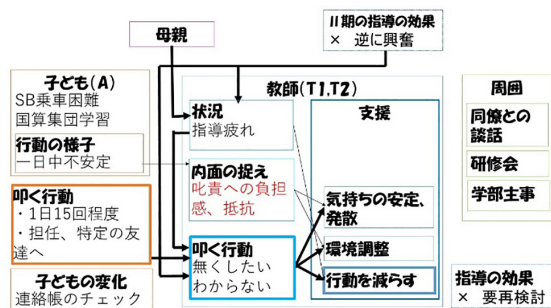 母親
Ⅱ期の指導の効果
× 逆に興奮
子ども(A)
SB乗車困難
国算集団学習
行動の様子
一日中不安定
叩く行動
・1日15回程度
・担任、特定の友
達へ
子どもの変化
連絡帳のチェック
教師(T1,T2)
状況
指導疲れ
内面の捉え
叱責への負担
感、抵抗
叩く行動
無くしたい
わからない
支援
気持ちの安定、
発散
環境調整
行動を減らす
周囲
同僚との
談話
研修会
学部主事
指導の効果
× 要再検討